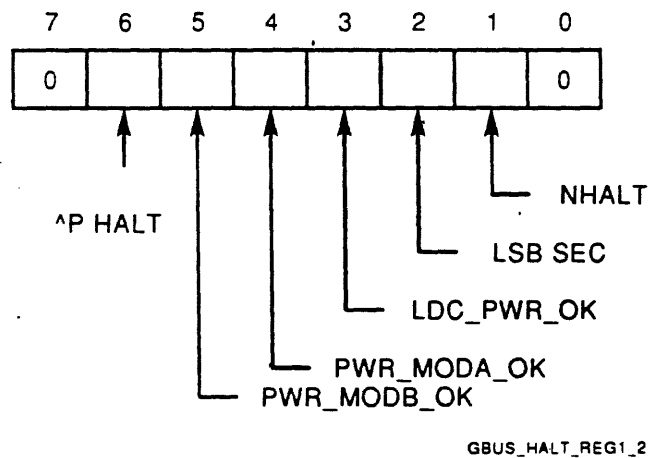 7 6 5 4 3 2 1 0
0 0
NHALT
^P HALT
LSB SEC
LDC_PWR_OK
PWR_MODA_OK
PWR_MODB_OK
GBUS_HALT_REG1_2